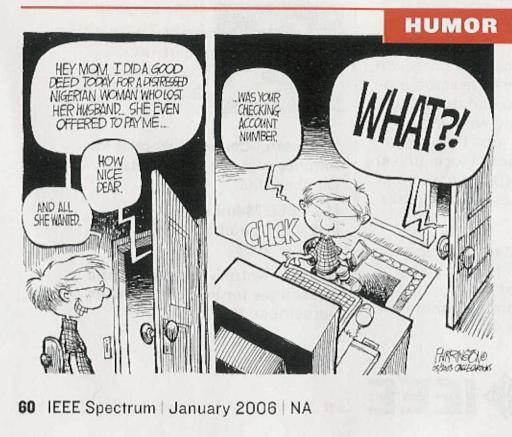 HUMOR
HEY MOM, I DID A GOOD
DEED TODAY FOR A DISTRESSED
NIGERIAN WOMAN WHO LOST
HER HUSBAND... SHE EVEN
OFFERED TO PAY ME...
HOW
NICE
DEAR.
AND ALL
SHE WANTED...
...WAS YOUR
CHECKING
ACCOUNT
NUMBER.
WHAT?!
CLICK
60 IEEE Spectrum | January 2006 | NA